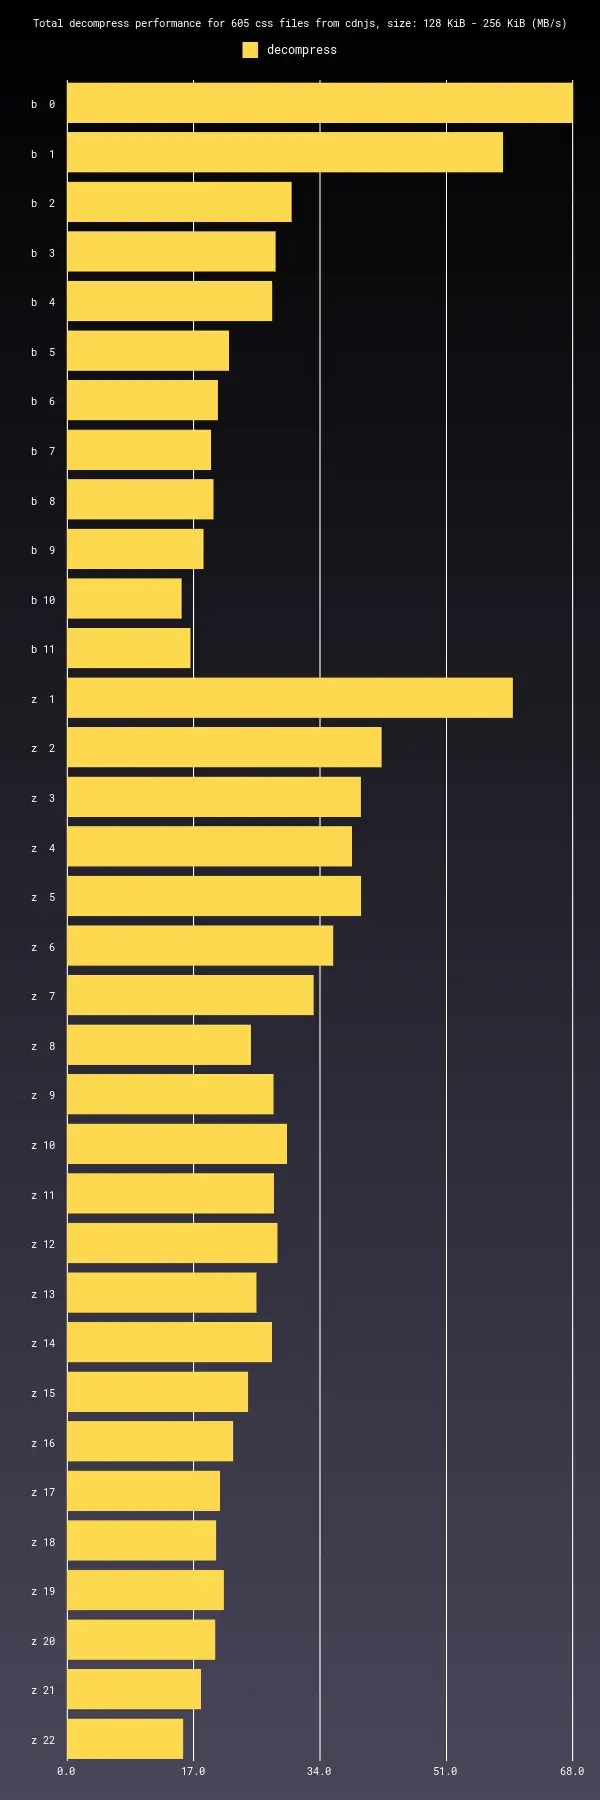 Total decompress performance for 605 css files from cdnjs, size: 128 KiB - 256 KiB (MB/s)
decompress
b 0
b 1
b 2
b 3
b 4
b 5
b 6
b 7
b 8
b 9
b 10
b 11
z 1
z 2
z 3
z 4
z 5
z 6
z 7
z 8
z 9
z 10
z 11
z 12
z 13
z 14
z 15
z 16
z 17
z 18
z 19
z 20
z 21
z 22
0.0 17.0 34.0 51.0 68.0